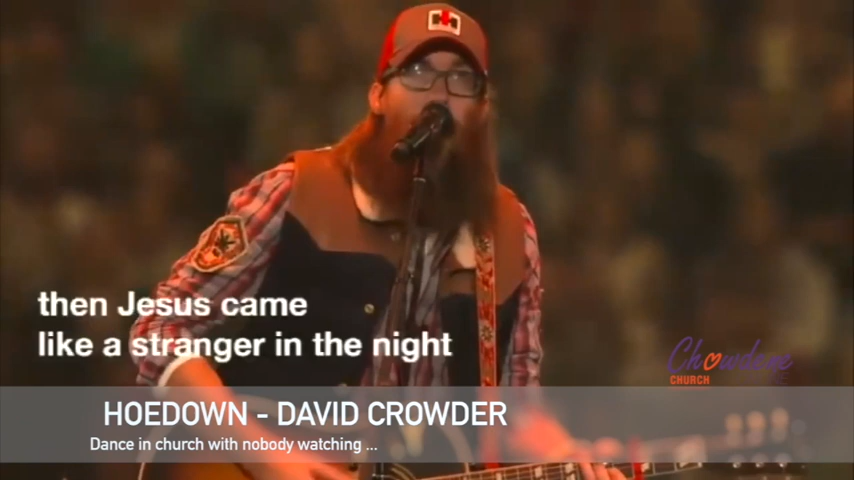 then Jesus came
like a stranger in the night
Chowdene
CHURCH
HOEDOWN - DAVID CROWDER
Dance in church with nobody watching ...